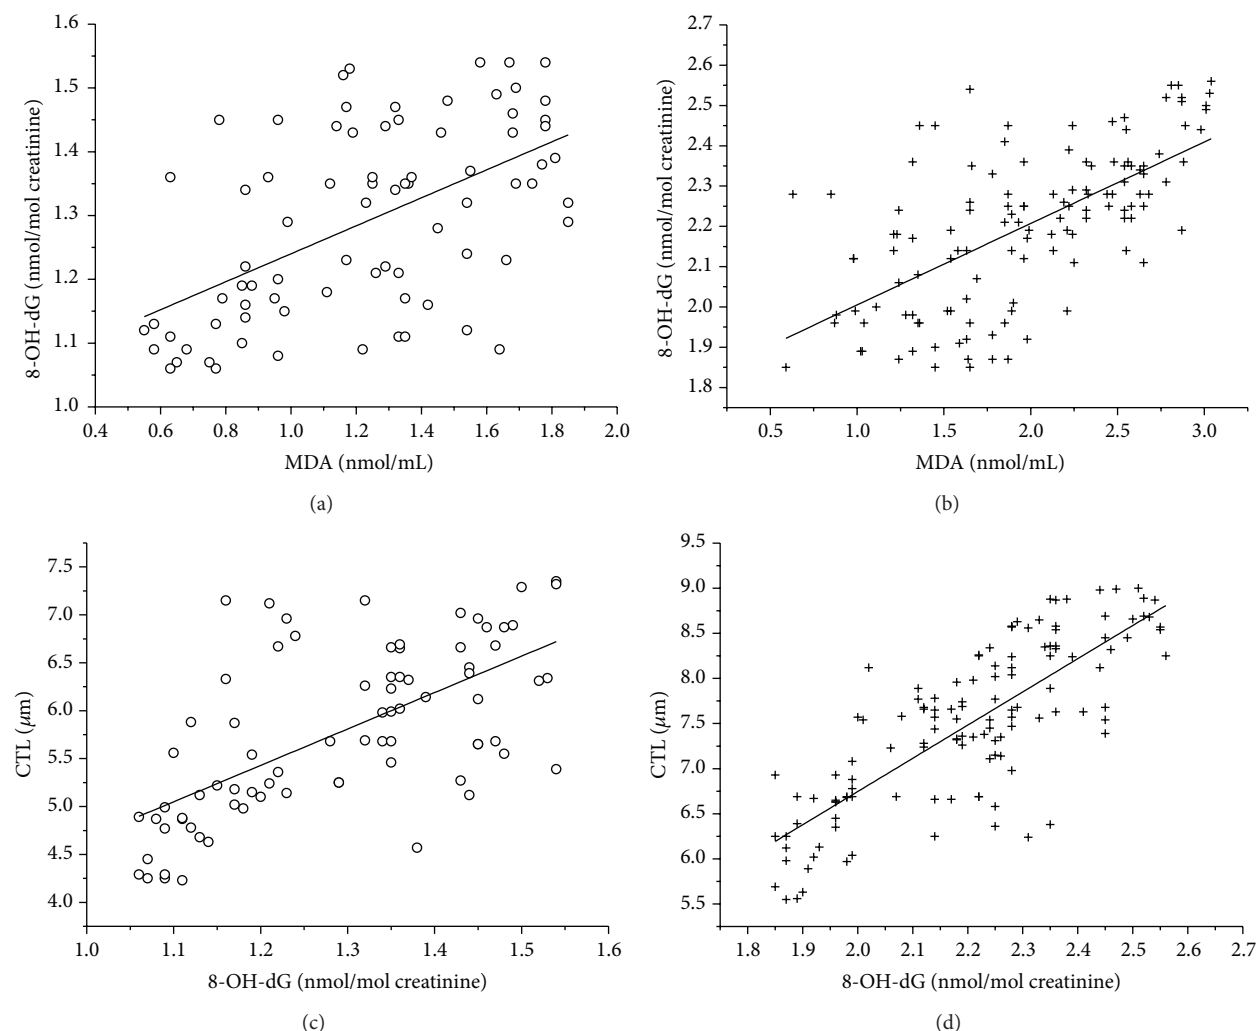 1.6
1.5
1.4
1.3
1.2
1.1
1.0
8-OH-dG (nmol/mol creatinine)
0.4 0.6 0.8 1.0 1.2 1.4 1.6 1.8 2.0
MDA (nmol/mL)
(a)
2.7
2.6
2.5
2.4
2.3
2.2
2.1
2.0
1.9
1.8
8-OH-dG (nmol/mol creatinine)
0.5 1.0 1.5 2.0 2.5 3.0
MDA (nmol/mL)
(b)
7.5
7.0
6.5
6.0
5.5
5.0
4.5
4.0
CTL (μm)
1.0 1.1 1.2 1.3 1.4 1.5 1.6
8-OH-dG (nmol/mol creatinine)
(c)
9.5
9.0
8.5
8.0
7.5
7.0
6.5
6.0
5.5
CTL (μm)
1.8 1.9 2.0 2.1 2.2 2.3 2.4 2.5 2.6 2.7
8-OH-dG (nmol/mol creatinine)
(d)